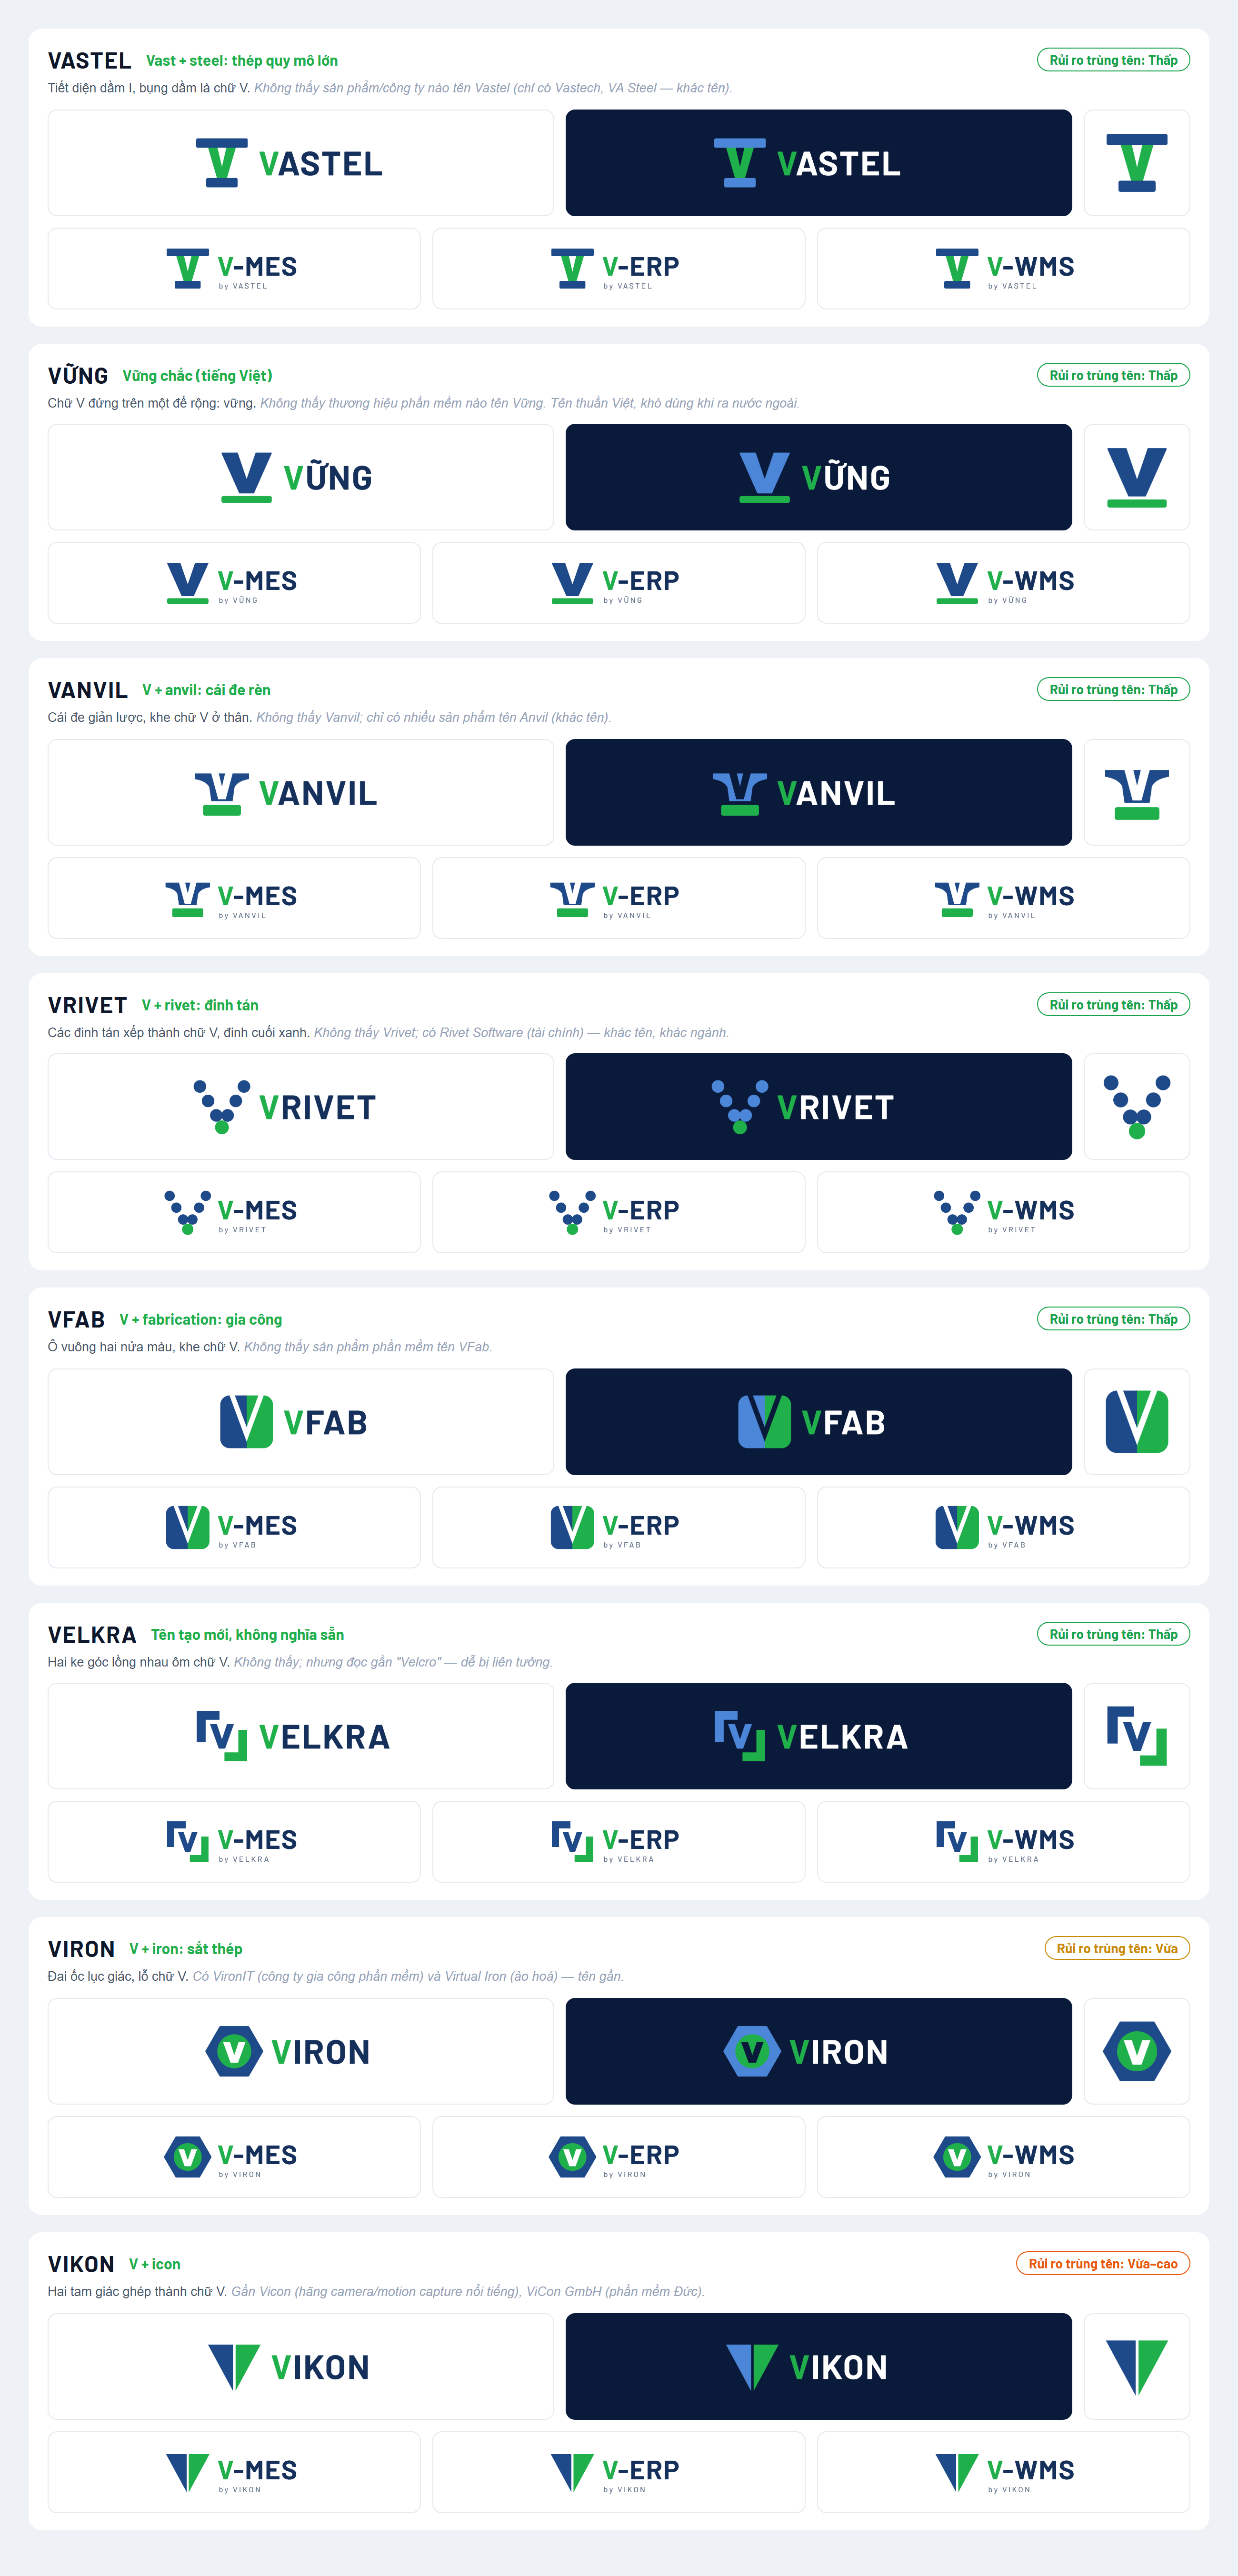 VASTEL Vast + steel: thép quy mô lớn Rủi ro trùng tên: Thấp
Tiết diện dầm I, bụng dầm là chữ V. Không thấy sản phẩm/công ty nào tên Vastel (chỉ có Vastech, VA Steel — khác tên).
VASTEL VASTEL
V-MES V-ERP V-WMS
by VASTEL by VASTEL by VASTEL
VỮNG Vững chắc (tiếng Việt) Rủi ro trùng tên: Thấp
Chữ V đứng trên một đế rộng: vững. Không thấy thương hiệu phần mềm nào tên Vững. Tên thuần Việt, khó dùng khi ra nước ngoài.
VỮNG VỮNG
V-MES V-ERP V-WMS
by VỮNG by VỮNG by VỮNG
VANVIL V + anvil: cái đe rèn Rủi ro trùng tên: Thấp
Cái đe giản lược, khe chữ V ở thân. Không thấy Vanvil; chỉ có nhiều sản phẩm tên Anvil (khác tên).
VANVIL VANVIL
V-MES V-ERP V-WMS
by VANVIL by VANVIL by VANVIL
VRIVET V + rivet: đinh tán Rủi ro trùng tên: Thấp
Các đinh tán xếp thành chữ V, đinh cuối xanh. Không thấy Vrivet; có Rivet Software (tài chính) — khác tên, khác ngành.
VRIVET VRIVET
V-MES V-ERP V-WMS
by VRIVET by VRIVET by VRIVET
VFAB V + fabrication: gia công Rủi ro trùng tên: Thấp
Ô vuông hai nửa màu, khe chữ V. Không thấy sản phẩm phần mềm tên VFab.
VFAB VFAB
V-MES V-ERP V-WMS
by VFAB by VFAB by VFAB
VELKRA Tên tạo mới, không nghĩa sẵn Rủi ro trùng tên: Thấp
Hai ke góc lồng nhau ôm chữ V. Không thấy; nhưng đọc gần "Velcro" — dễ bị liên tưởng.
V VELKRA V VELKRA V
V V-MES V V-ERP V V-WMS
by VELKRA by VELKRA by VELKRA
VIRON V + iron: sắt thép Rủi ro trùng tên: Vừa
Đai ốc lục giác, lỗ chữ V. Có VironIT (công ty gia công phần mềm) và Virtual Iron (ảo hoá) — tên gần.
V VIRON V VIRON V
V V-MES V V-ERP V V-WMS
by VIRON by VIRON by VIRON
VIKON V + icon Rủi ro trùng tên: Vừa–cao
Hai tam giác ghép thành chữ V. Gần Vicon (hãng camera/motion capture nổi tiếng), ViCon GmbH (phần mềm Đức).
VIKON VIKON
V-MES V-ERP V-WMS
by VIKON by VIKON by VIKON